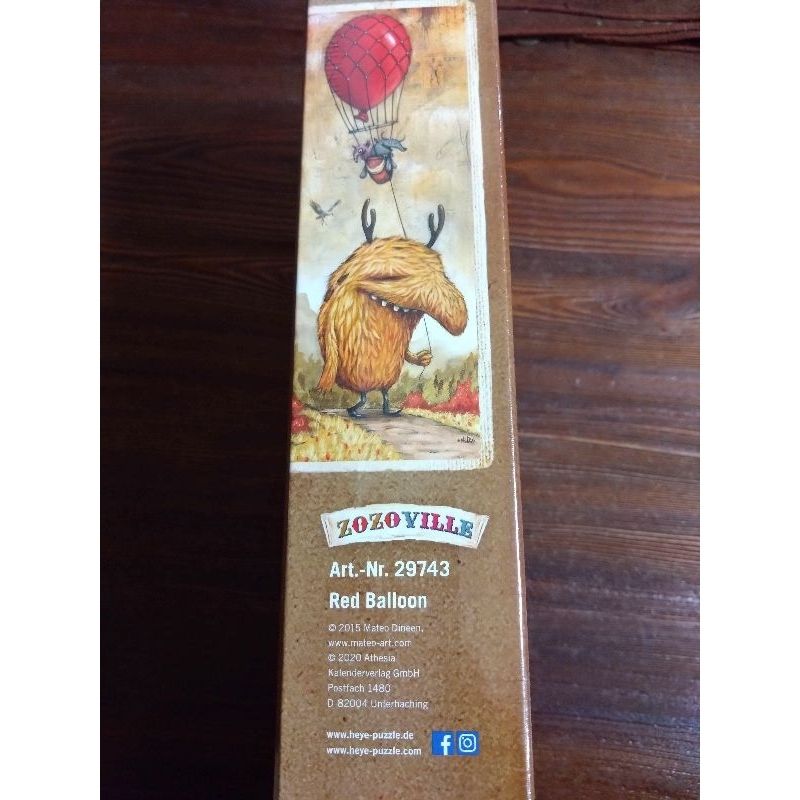 ZOZOVILLE
Art.-Nr. 29743
Red Balloon
© 2015 Mateo Dineen,
www.mateo-art.com
© 2020 Athesia
Kalenderverlag GmbH
Postfach 1480
D 82004 Unterhaching
www.heye-puzzle.de
www.heye-puzzle.com